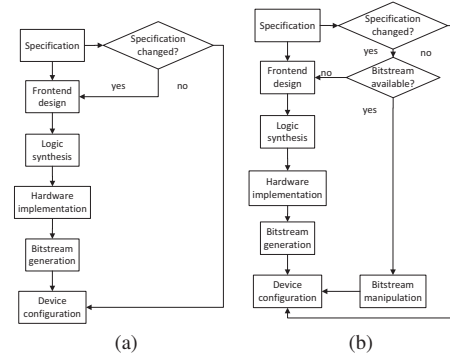 Specification
Specification
changed?
yes
no
Frontend
design
Logic
synthesis
Hardware
implementation
Bitstream
generation
Device
configuration
(a)
Specification
Specification
changed?
yes
no
Frontend
design
no
Bitstream
available?
yes
Logic
synthesis
Hardware
implementation
Bitstream
generation
Device
configuration
Bitstream
manipulation
(b)